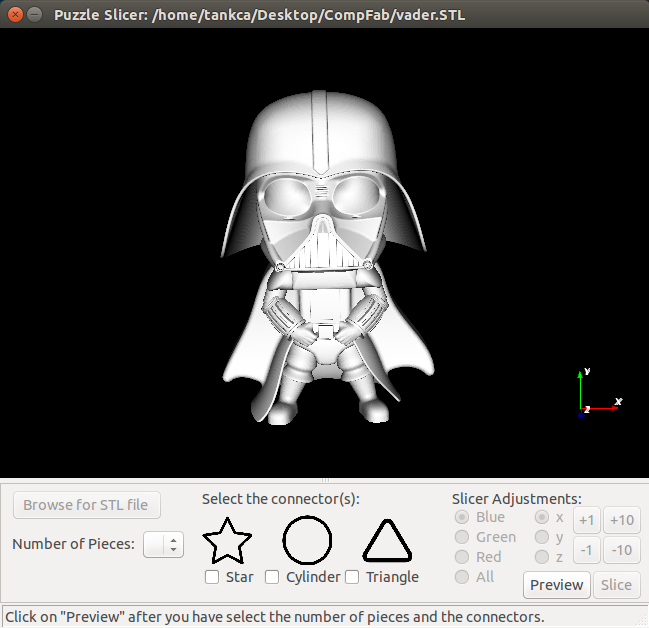 Puzzle Slicer: /home/tankca/Desktop/CompFab/vader.STL
Y
X
Z
Browse for STL file
Number of Pieces:
Select the connector(s):
Star
Cylinder
Triangle
Slicer Adjustments:
Blue
x
+1
+10
Green
y
Red
z
-1
-10
All
Preview
Slice
Click on "Preview" after you have select the number of pieces and the connectors.